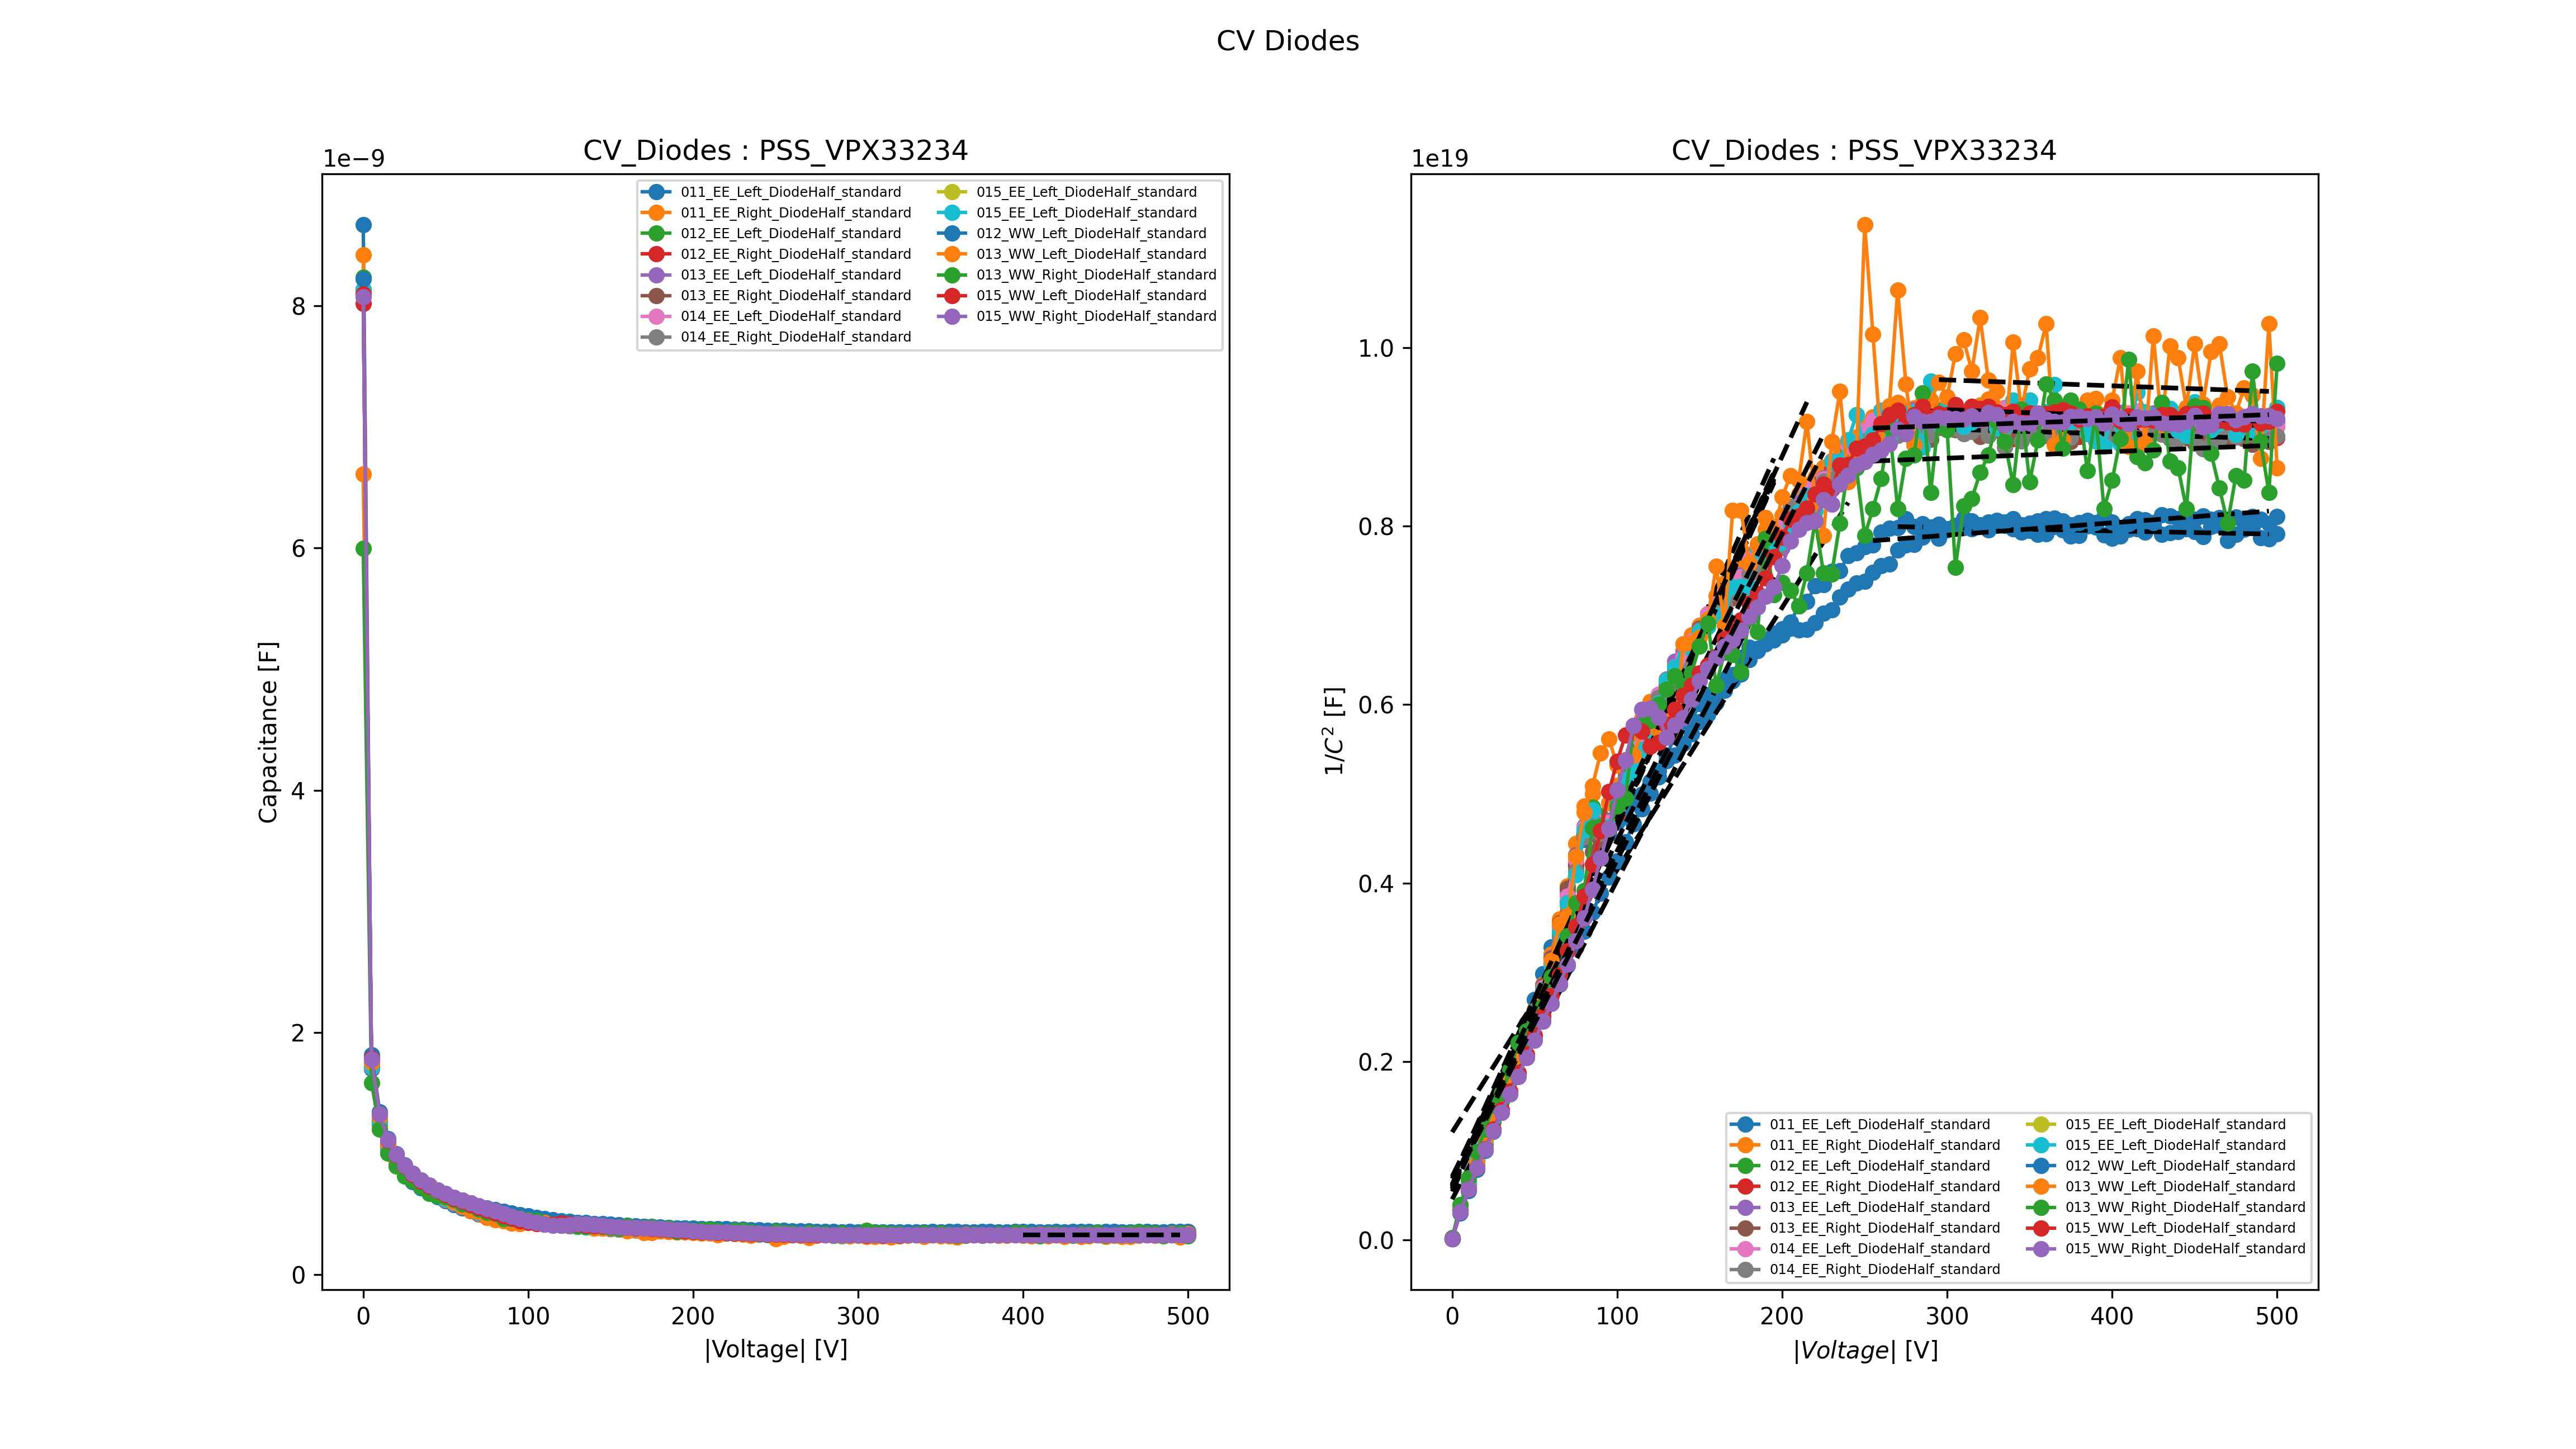 CV Diodes
CV_Diodes : PSS_VPX33234
1e−9
Capacitance [F]
8
6
4
2
0
0 100 200 300 400 500
|Voltage| [V]
011_EE_Left_DiodeHalf_standard
011_EE_Right_DiodeHalf_standard
012_EE_Left_DiodeHalf_standard
012_EE_Right_DiodeHalf_standard
013_EE_Left_DiodeHalf_standard
013_EE_Right_DiodeHalf_standard
014_EE_Left_DiodeHalf_standard
014_EE_Right_DiodeHalf_standard
015_EE_Left_DiodeHalf_standard
015_EE_Left_DiodeHalf_standard
012_WW_Left_DiodeHalf_standard
013_WW_Left_DiodeHalf_standard
013_WW_Right_DiodeHalf_standard
015_WW_Left_DiodeHalf_standard
015_WW_Right_DiodeHalf_standard
CV_Diodes : PSS_VPX33234
1e19
1/C² [F]
1.0
0.8
0.6
0.4
0.2
0.0
0 100 200 300 400 500
|Voltage| [V]
011_EE_Left_DiodeHalf_standard
011_EE_Right_DiodeHalf_standard
012_EE_Left_DiodeHalf_standard
012_EE_Right_DiodeHalf_standard
013_EE_Left_DiodeHalf_standard
013_EE_Right_DiodeHalf_standard
014_EE_Left_DiodeHalf_standard
014_EE_Right_DiodeHalf_standard
015_EE_Left_DiodeHalf_standard
015_EE_Left_DiodeHalf_standard
012_WW_Left_DiodeHalf_standard
013_WW_Left_DiodeHalf_standard
013_WW_Right_DiodeHalf_standard
015_WW_Left_DiodeHalf_standard
015_WW_Right_DiodeHalf_standard